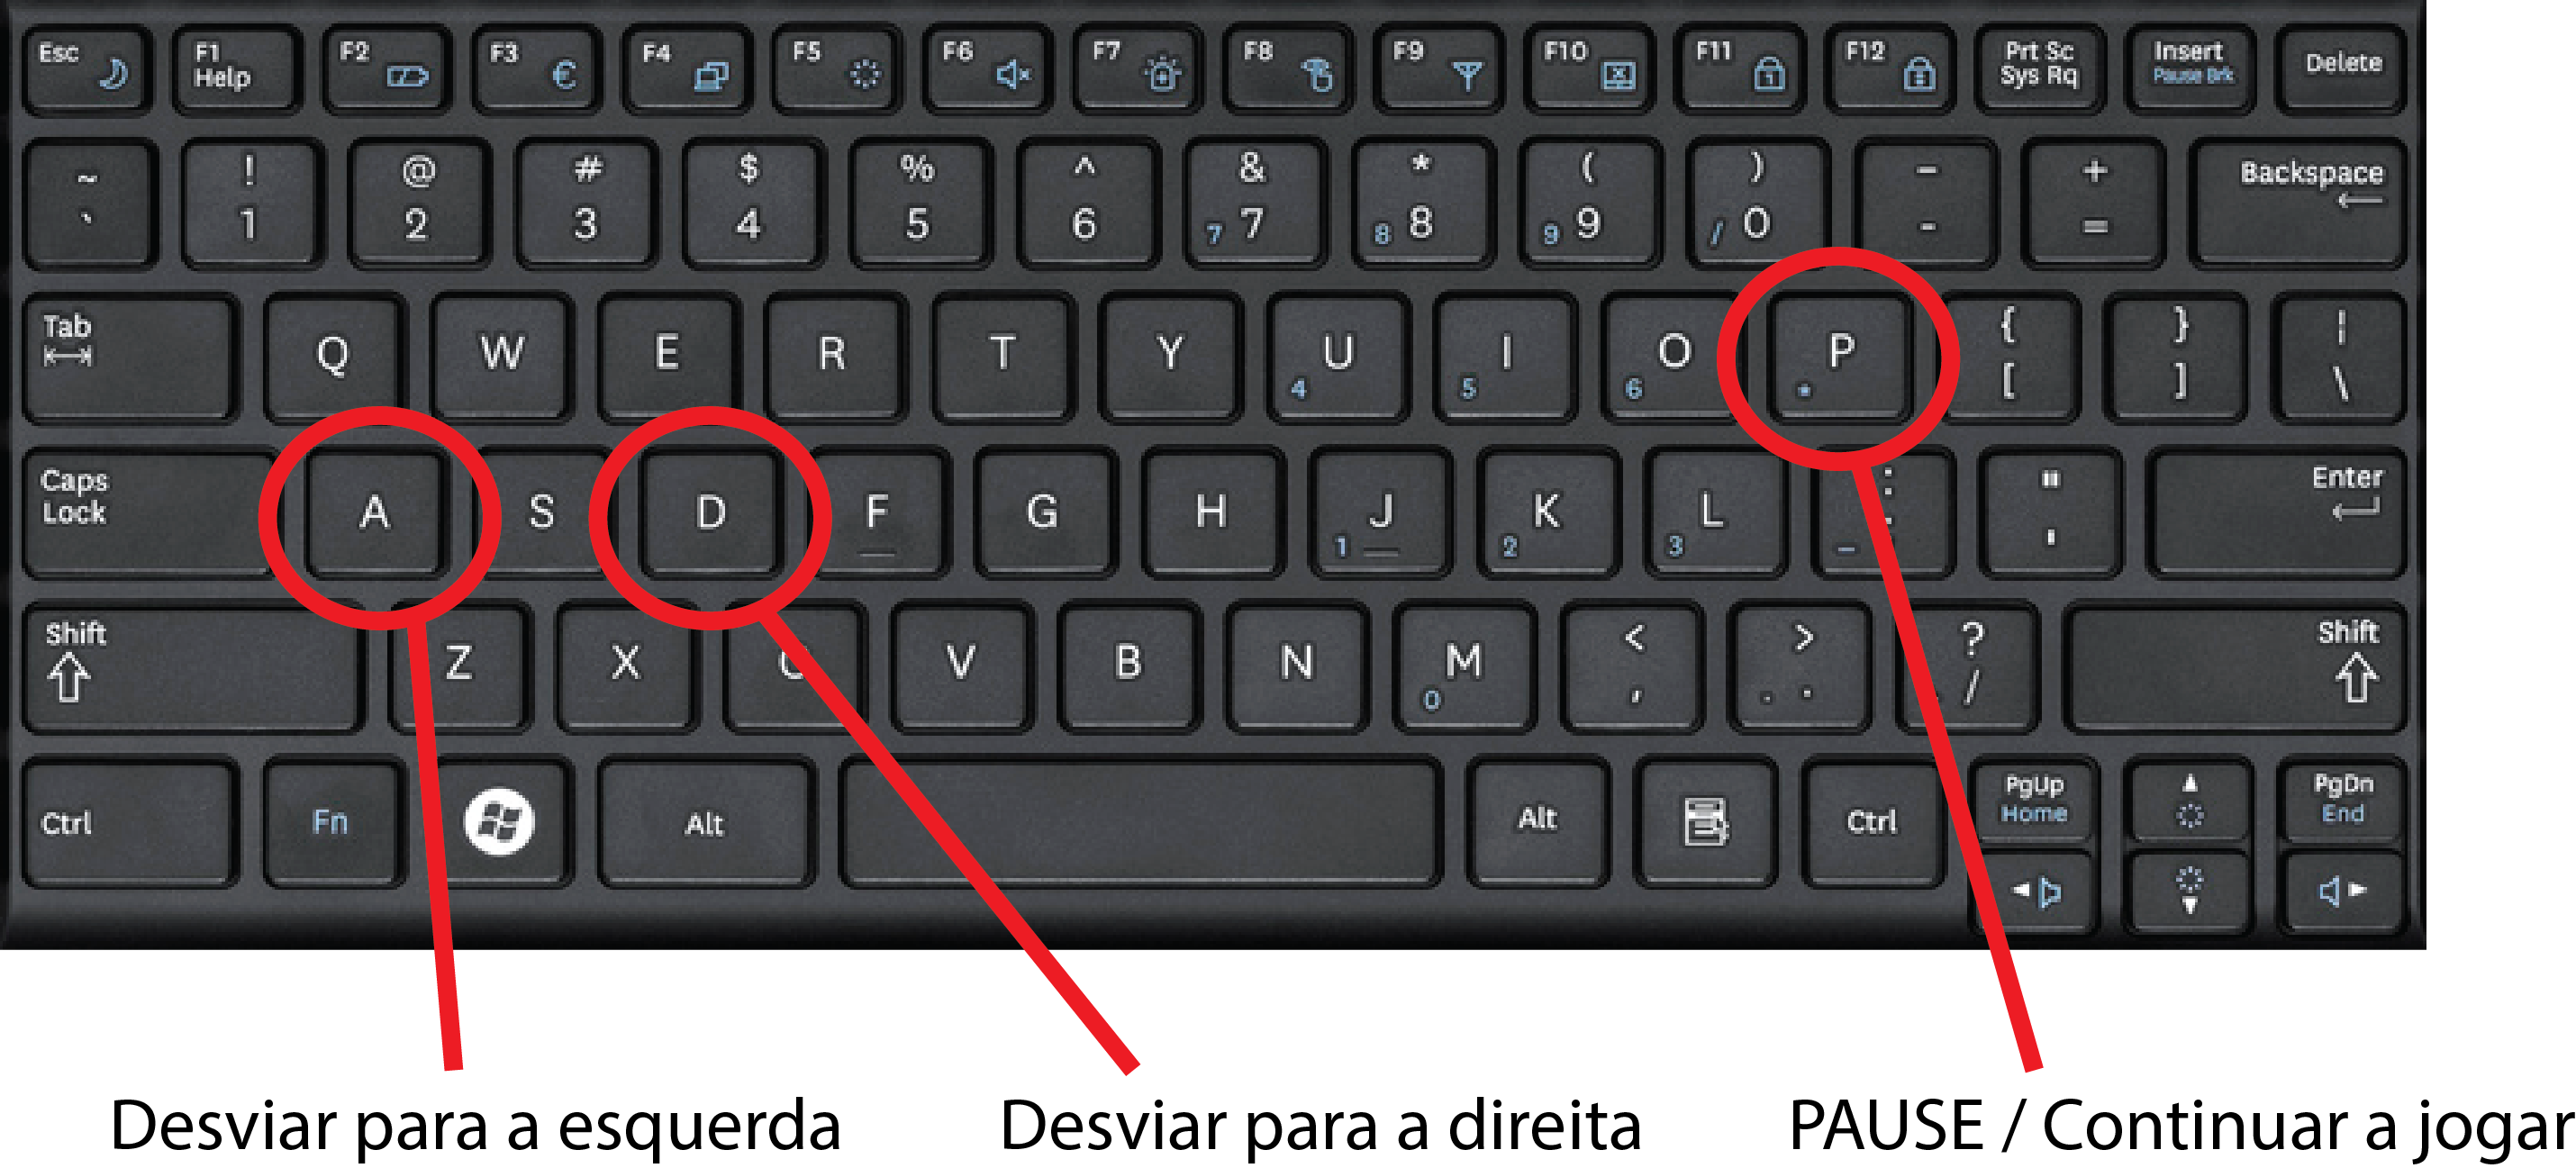 Esc F1 F2 F3 F4 F5 F6 F7 F8 F9 F10 F11 F12 Prt Sc Insert Delete
Help € Sys Rq Pause Brk
~ ! @ # $ % ^ & * ( ) – + Backspace
` 1 2 3 4 5 6 7 7 8 8 9 9 / 0 - =
Tab Q W E R T Y U I O P { } ¦
4 5 6 * [ ] \
Caps A S D F G H J K L : " Enter
Lock 1 2 3 – ; '
Shift Z X C V B N M < > ? Shift
0 , . . /
Ctrl Fn Alt Alt Ctrl PgUp PgDn
Home End
Desviar para a esquerda Desviar para a direita PAUSE / Continuar a jogar